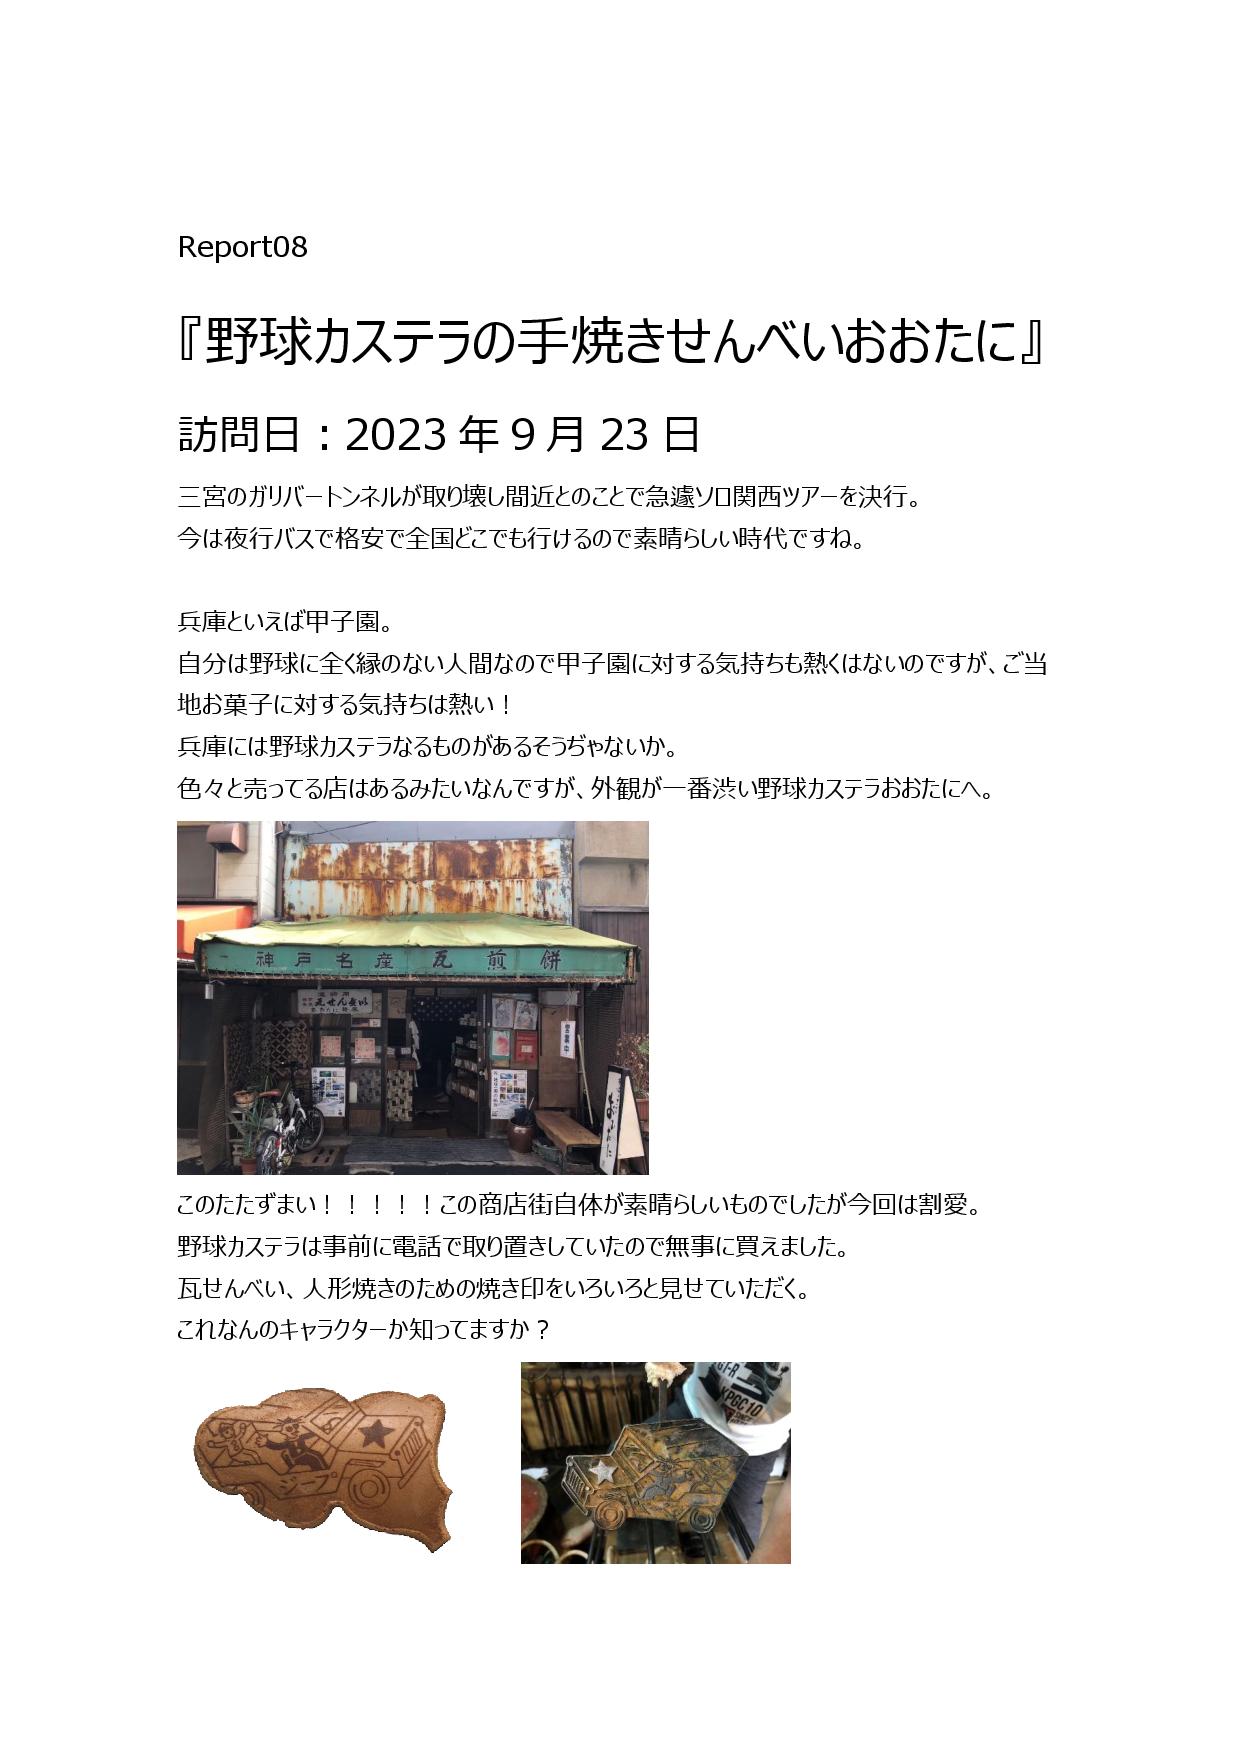 Report08
『野球カステラの手焼きせんべいおおたに』
訪問日：2023年9月23日
三宮のガリバートンネルが取り壊し間近とのことで急遽ソロ関西ツアーを決行。
今は夜行バスで格安で全国どこでも行けるので素晴らしい時代ですね。
兵庫といえば甲子園。
自分は野球に全く縁のない人間なので甲子園に対する気持ちも熱くはないのですが、ご当
地お菓子に対する気持ちは熱い！
兵庫には野球カステラなるものがあるそうぢゃないか。
色々と売ってる店はあるみたいなんですが、外観が一番渋い野球カステラおおたにへ。
神戸名産 瓦煎餅
瓦せんべい
おおたに
このたたずまい！！！！！この商店街自体が素晴らしいものでしたが今回は割愛。
野球カステラは事前に電話で取り置きしていたので無事に買えました。
瓦せんべい、人形焼きのための焼き印をいろいろと見せていただく。
これなんのキャラクターか知ってますか？
ジープ
GT-R
KPGC10